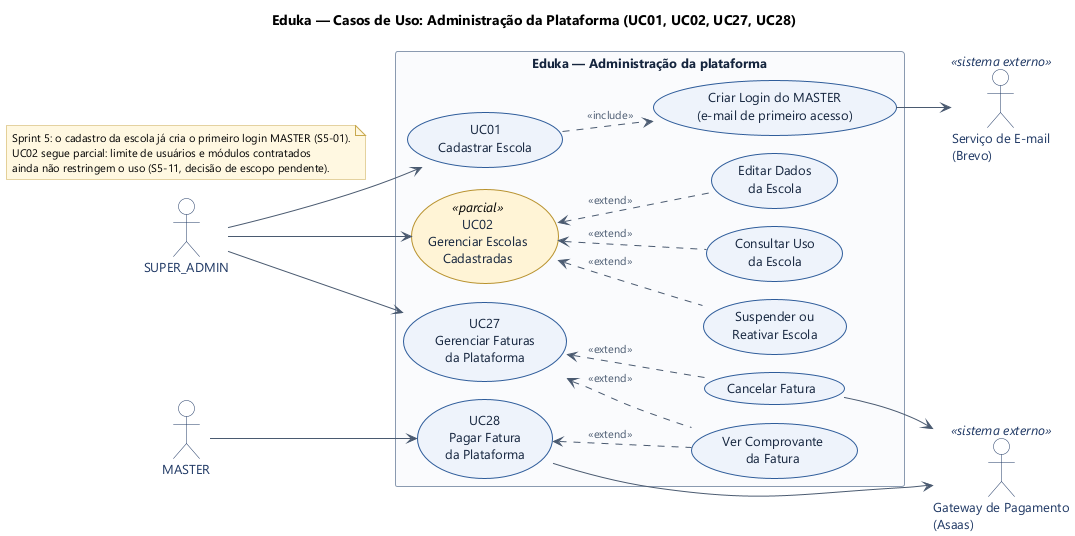 Eduka — Casos de Uso: Administração da Plataforma (UC01, UC02, UC27, UC28)
Eduka — Administração da plataforma
Sprint 5: o cadastro da escola já cria o primeiro login MASTER (S5-01).
UC02 segue parcial: limite de usuários e módulos contratados
ainda não restringem o uso (S5-11, decisão de escopo pendente).
SUPER_ADMIN
MASTER
UC01
Cadastrar Escola
«include»
Criar Login do MASTER
(e-mail de primeiro acesso)
«sistema externo»
Serviço de E-mail
(Brevo)
«parcial»
UC02
Gerenciar Escolas
Cadastradas
«extend»
Editar Dados
da Escola
«extend»
Consultar Uso
da Escola
«extend»
Suspender ou
Reativar Escola
UC27
Gerenciar Faturas
da Plataforma
«extend»
Cancelar Fatura
«extend»
UC28
Pagar Fatura
da Plataforma
«extend»
Ver Comprovante
da Fatura
«sistema externo»
Gateway de Pagamento
(Asaas)